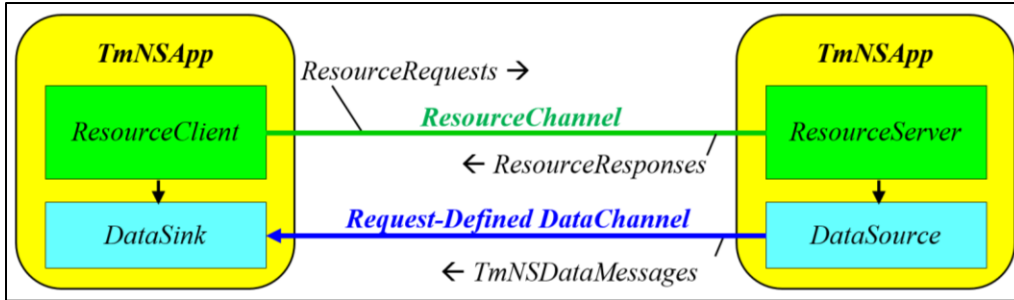 TmNSApp
TmNSApp
ResourceRequests →
ResourceClient
ResourceChannel
ResourceServer
← ResourceResponses
DataSink
Request-Defined DataChannel
DataSource
← TmNSDataMessages